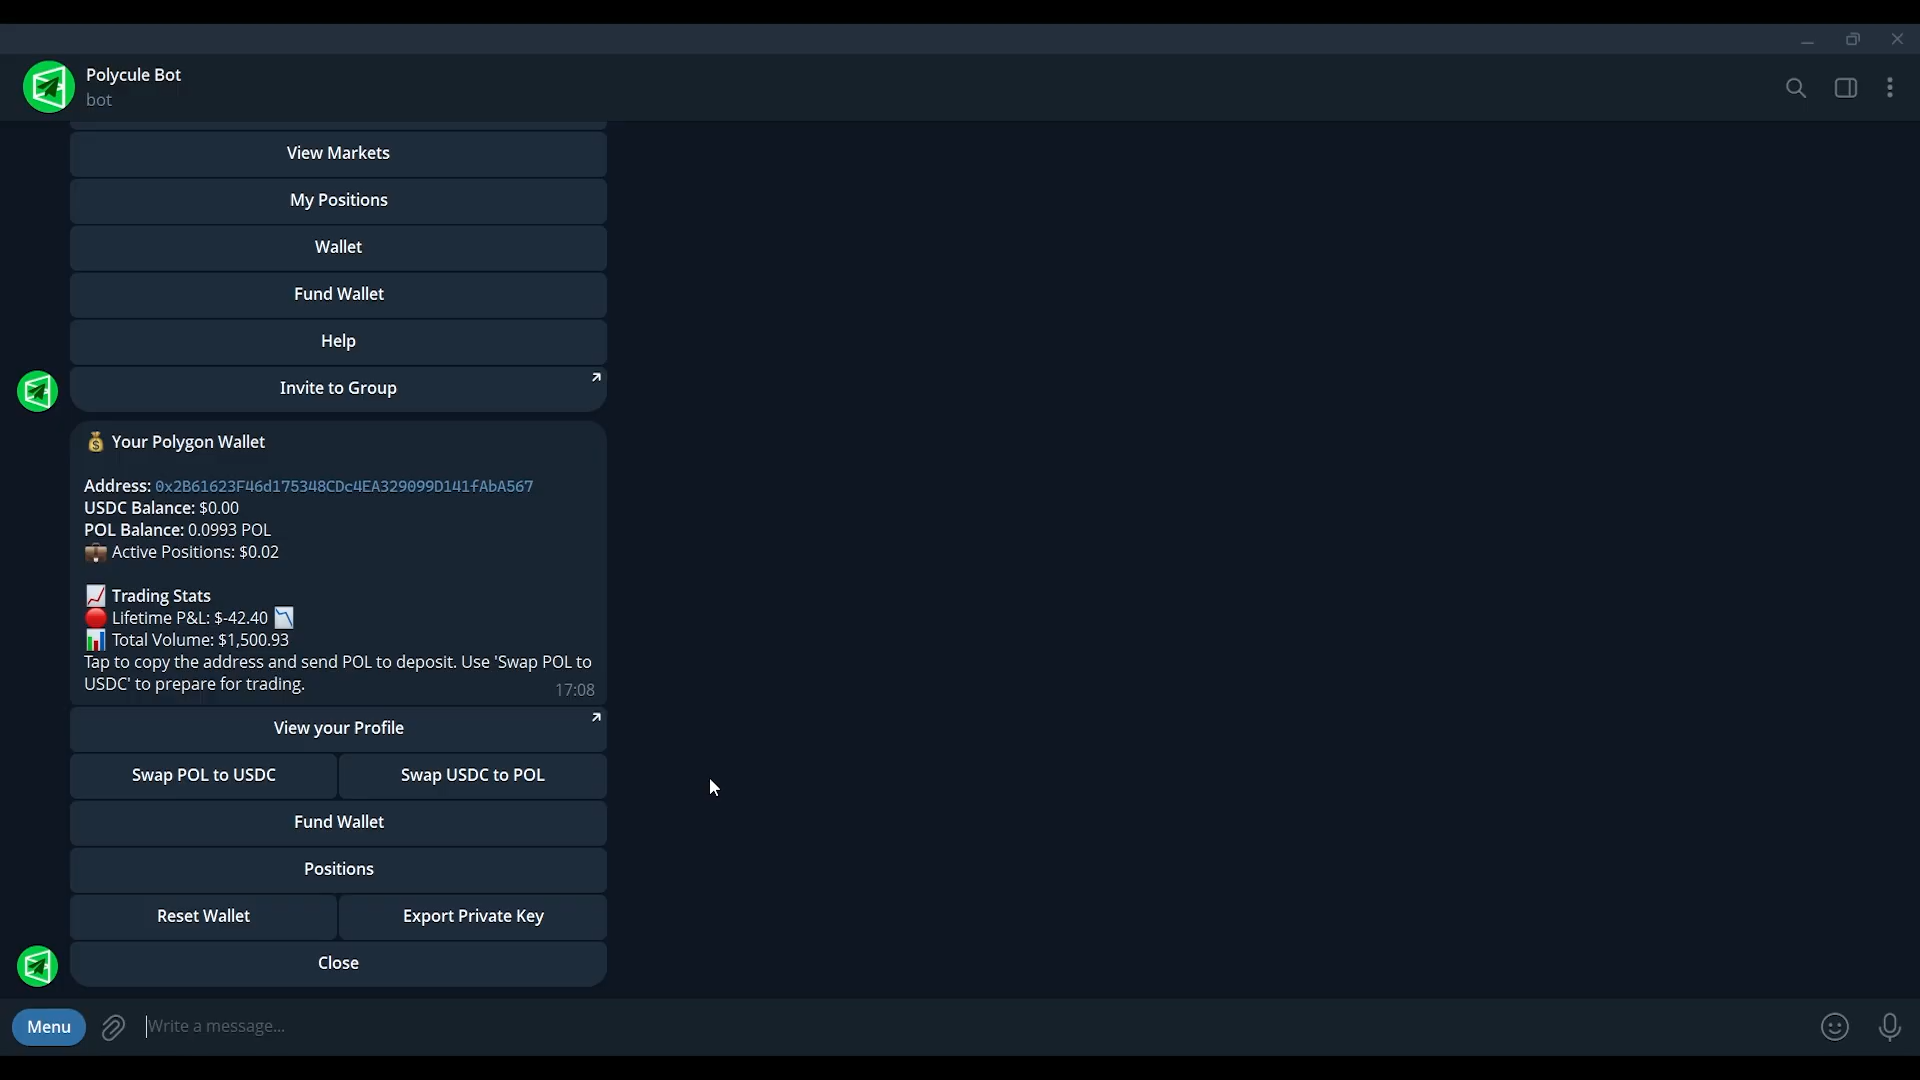 Polycule Bot
bot
View Markets
My Positions
Wallet
Fund Wallet
Help
Invite to Group
💰 Your Polygon Wallet
Address: 0x2B61623F46d175348CDc4EA329099D141fAbA567
USDC Balance: $0.00
POL Balance: 0.0993 POL
💼 Active Positions: $0.02
📈 Trading Stats
🔴 Lifetime P&L: $-42.40 📉
📊 Total Volume: $1,500.93
Tap to copy the address and send POL to deposit. Use 'Swap POL to
USDC' to prepare for trading.
17:08
View your Profile
Swap POL to USDC
Swap USDC to POL
Fund Wallet
Positions
Reset Wallet
Export Private Key
Close
Menu
Write a message...